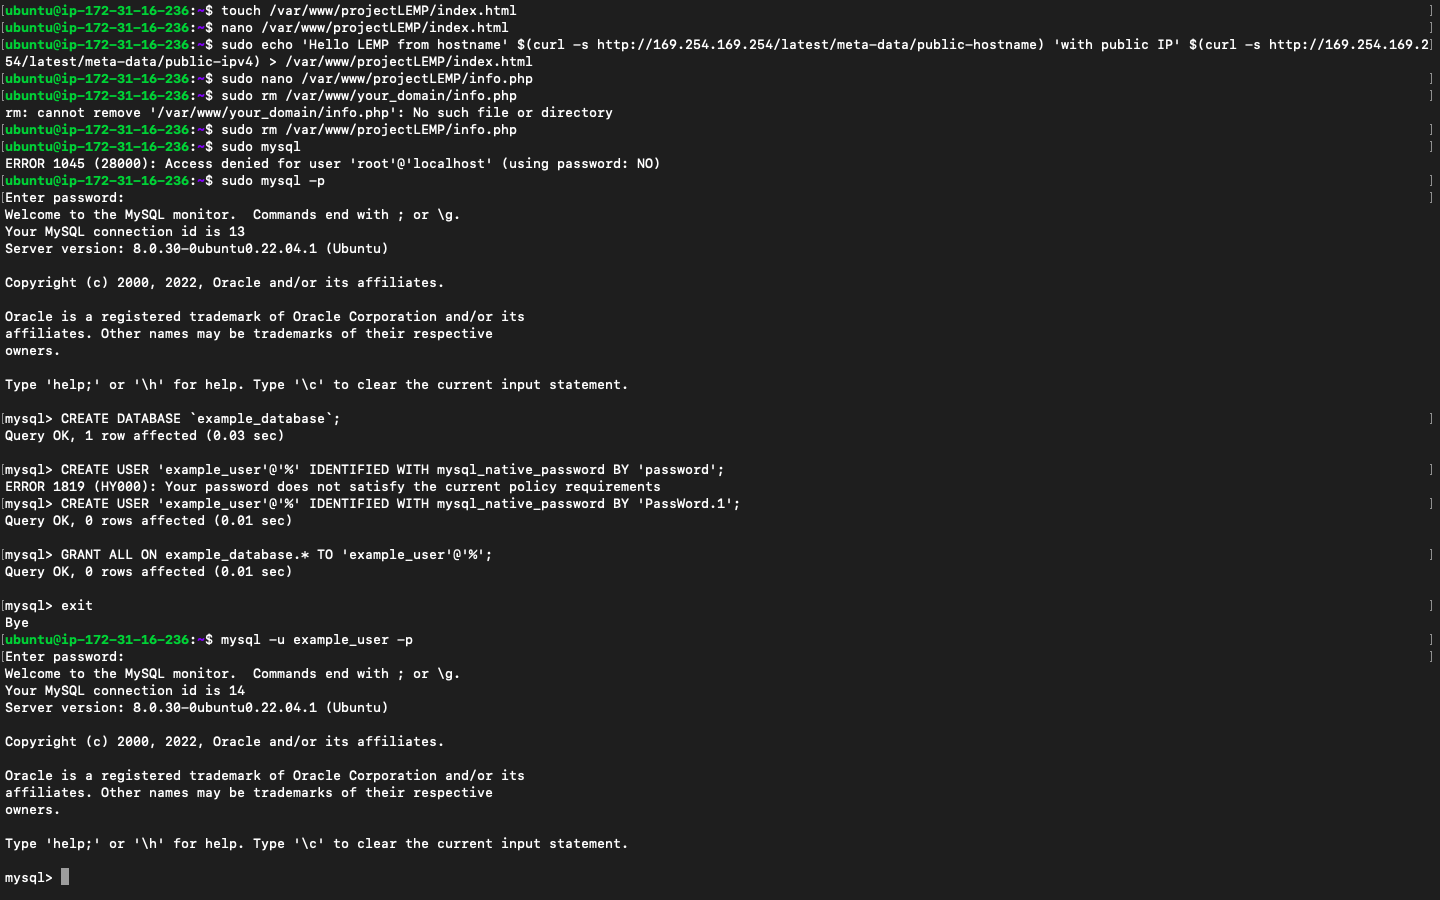 [ubuntu@ip-172-31-16-236:~$ touch /var/www/projectLEMP/index.html ]
[ubuntu@ip-172-31-16-236:~$ nano /var/www/projectLEMP/index.html ]
[ubuntu@ip-172-31-16-236:~$ sudo echo 'Hello LEMP from hostname' $(curl -s http://169.254.169.254/latest/meta-data/public-hostname) 'with public IP' $(curl -s http://169.254.169.2]
54/latest/meta-data/public-ipv4) > /var/www/projectLEMP/index.html
[ubuntu@ip-172-31-16-236:~$ sudo nano /var/www/projectLEMP/info.php ]
[ubuntu@ip-172-31-16-236:~$ sudo rm /var/www/your_domain/info.php ]
rm: cannot remove '/var/www/your_domain/info.php': No such file or directory
[ubuntu@ip-172-31-16-236:~$ sudo rm /var/www/projectLEMP/info.php ]
[ubuntu@ip-172-31-16-236:~$ sudo mysql ]
ERROR 1045 (28000): Access denied for user 'root'@'localhost' (using password: NO)
[ubuntu@ip-172-31-16-236:~$ sudo mysql -p ]
[Enter password: ]
Welcome to the MySQL monitor.  Commands end with ; or \g.
Your MySQL connection id is 13
Server version: 8.0.30-0ubuntu0.22.04.1 (Ubuntu)

Copyright (c) 2000, 2022, Oracle and/or its affiliates.

Oracle is a registered trademark of Oracle Corporation and/or its
affiliates. Other names may be trademarks of their respective
owners.

Type 'help;' or '\h' for help. Type '\c' to clear the current input statement.

[mysql> CREATE DATABASE `example_database`; ]
Query OK, 1 row affected (0.03 sec)

[mysql> CREATE USER 'example_user'@'%' IDENTIFIED WITH mysql_native_password BY 'password'; ]
ERROR 1819 (HY000): Your password does not satisfy the current policy requirements
[mysql> CREATE USER 'example_user'@'%' IDENTIFIED WITH mysql_native_password BY 'PassWord.1'; ]
Query OK, 0 rows affected (0.01 sec)

[mysql> GRANT ALL ON example_database.* TO 'example_user'@'%'; ]
Query OK, 0 rows affected (0.01 sec)

[mysql> exit ]
Bye
[ubuntu@ip-172-31-16-236:~$ mysql -u example_user -p ]
[Enter password: ]
Welcome to the MySQL monitor.  Commands end with ; or \g.
Your MySQL connection id is 14
Server version: 8.0.30-0ubuntu0.22.04.1 (Ubuntu)

Copyright (c) 2000, 2022, Oracle and/or its affiliates.

Oracle is a registered trademark of Oracle Corporation and/or its
affiliates. Other names may be trademarks of their respective
owners.

Type 'help;' or '\h' for help. Type '\c' to clear the current input statement.

mysql>